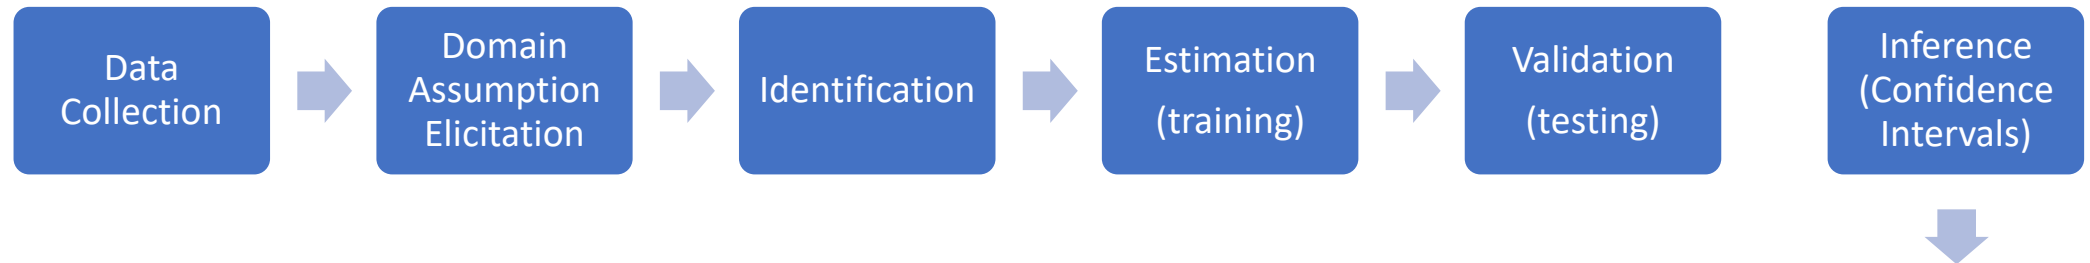 Data
Collection
Domain
Assumption
Elicitation
Identification
Estimation
(training)
Validation
(testing)
Inference
(Confidence
Intervals)